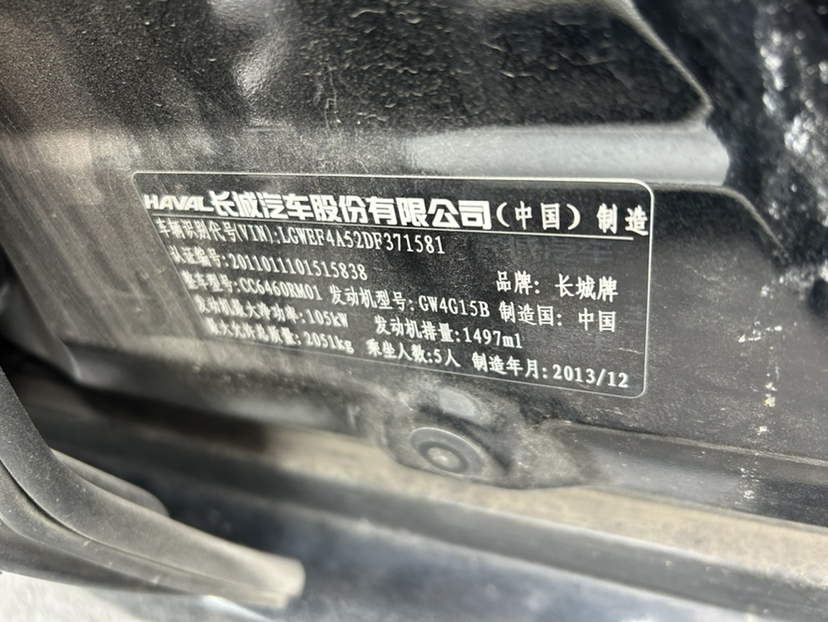 HAVAL长城汽车股份有限公司(中国)制造
车辆识别代号(VIN):LGWEF4A52DF371581
认证编号:2011011101515838 品牌:长城牌
整车型号:CC6460RM01 发动机型号:GW4G15B 制造国:中国
发动机最大净功率:105kW 发动机排量:1497ml
最大允许总质量:2051kg 乘坐人数:5人 制造年月:2013/12